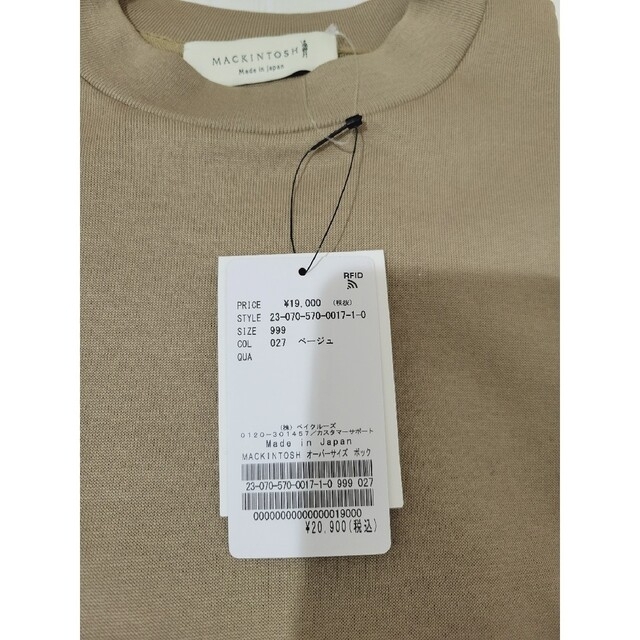 MACKINTOSH
Made in Japan
RFID
PRICE ¥19,000 (税抜)
STYLE 23-070-570-0017-1-0
SIZE 999
COL 027 ベージュ
QUA
(株)ベイクルーズ
0120-301457/カスタマーサポート
Made in Japan
MACKINTOSH オーバーサイズ ボック
23-070-570-0017-1-0 999 027
00000000000000019000
¥20,900(税込)